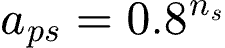 a_{ps} = 0.8^{n_s}